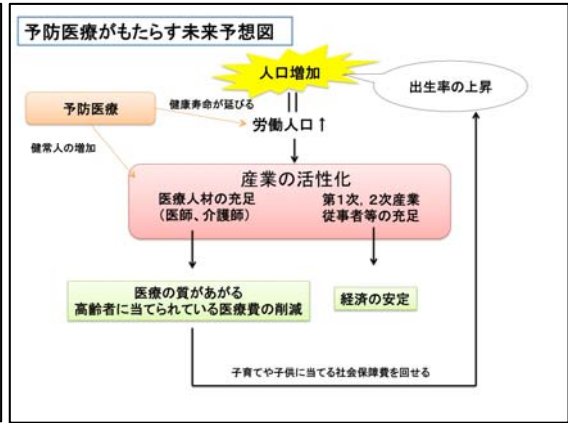 予防医療がもたらす未来予想図
人口増加
出生率の上昇
予防医療
健康寿命が延びる
労働人口↑
健常人の増加
産業の活性化
医療人材の充足
(医師、介護師)
第1次，2次産業
従事者等の充足
医療の質があがる
高齢者に当てられている医療費の削減
経済の安定
子育てや子供に当てる社会保障費を回せる